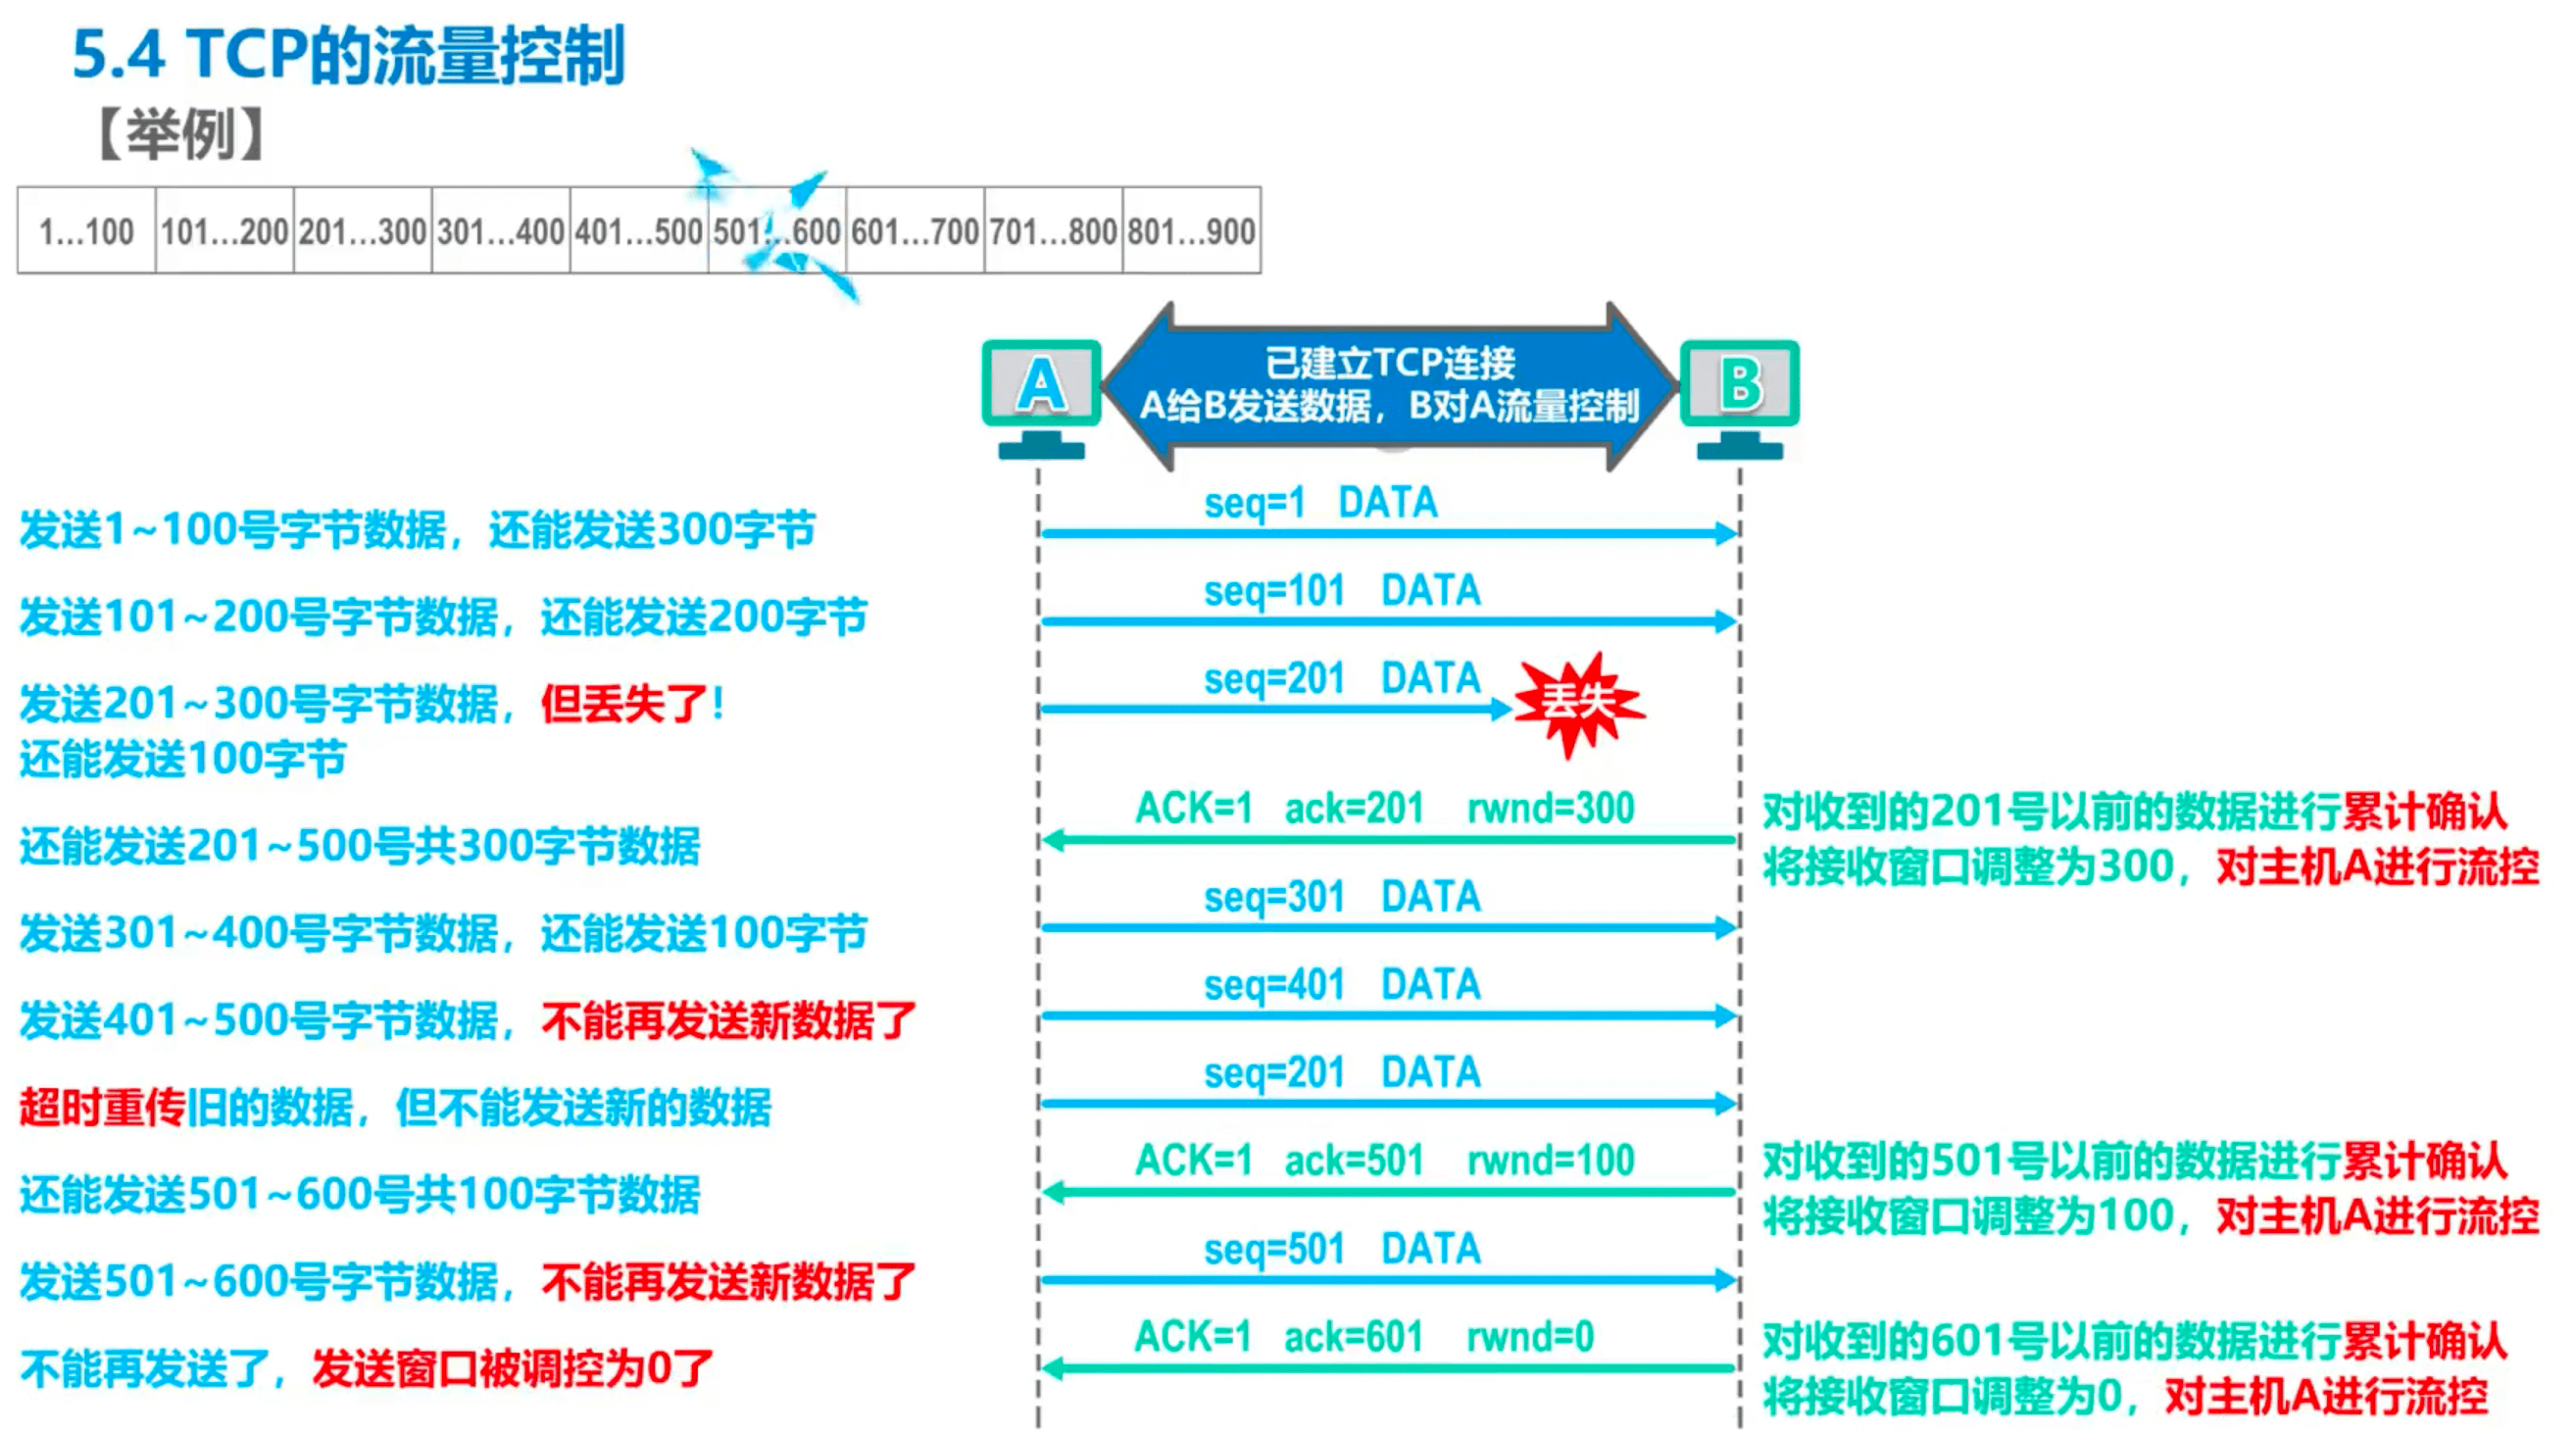 5.4 TCP的流量控制
【举例】
1...100 101...200 201...300 301...400 401...500 501...600 601...700 701...800 801...900
A
已建立TCP连接
A给B发送数据，B对A流量控制
B
发送1~100号字节数据，还能发送300字节
seq=1 DATA
发送101~200号字节数据，还能发送200字节
seq=101 DATA
发送201~300号字节数据，但丢失了！
还能发送100字节
seq=201 DATA
丢失
还能发送201~500号共300字节数据
ACK=1 ack=201 rwnd=300
对收到的201号以前的数据进行累计确认
将接收窗口调整为300，对主机A进行流控
发送301~400号字节数据，还能发送100字节
seq=301 DATA
发送401~500号字节数据，不能再发送新数据了
seq=401 DATA
超时重传旧的数据，但不能发送新的数据
seq=201 DATA
还能发送501~600号共100字节数据
ACK=1 ack=501 rwnd=100
对收到的501号以前的数据进行累计确认
将接收窗口调整为100，对主机A进行流控
发送501~600号字节数据，不能再发送新数据了
seq=501 DATA
不能再发送了，发送窗口被调控为0了
ACK=1 ack=601 rwnd=0
对收到的601号以前的数据进行累计确认
将接收窗口调整为0，对主机A进行流控